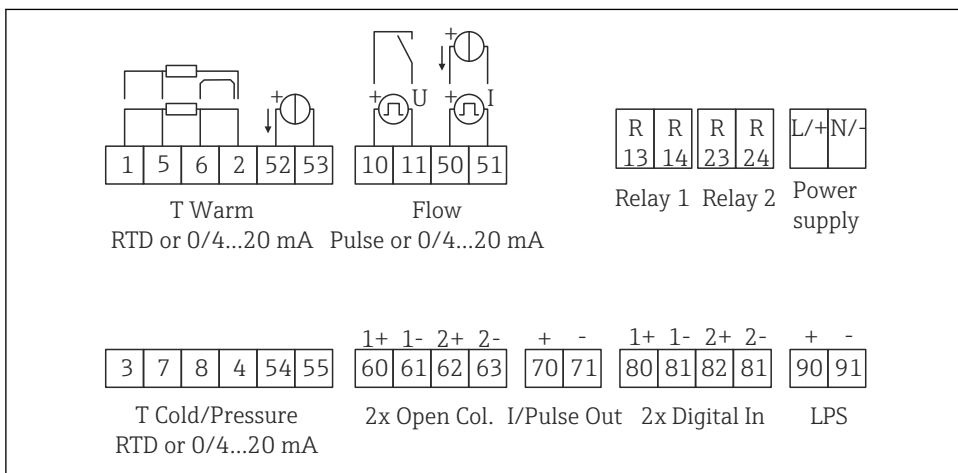 + +
+ + U + I
R R R R L/+ N/-
1 5 6 2 52 53 10 11 50 51 13 14 23 24
T Warm Flow Relay 1 Relay 2 Power
RTD or 0/4...20 mA Pulse or 0/4...20 mA supply
1+ 1- 2+ 2- + - 1+ 1- 2+ 2- + -
3 7 8 4 54 55 60 61 62 63 70 71 80 81 82 81 90 91
T Cold/Pressure 2x Open Col. I/Pulse Out 2x Digital In LPS
RTD or 0/4...20 mA